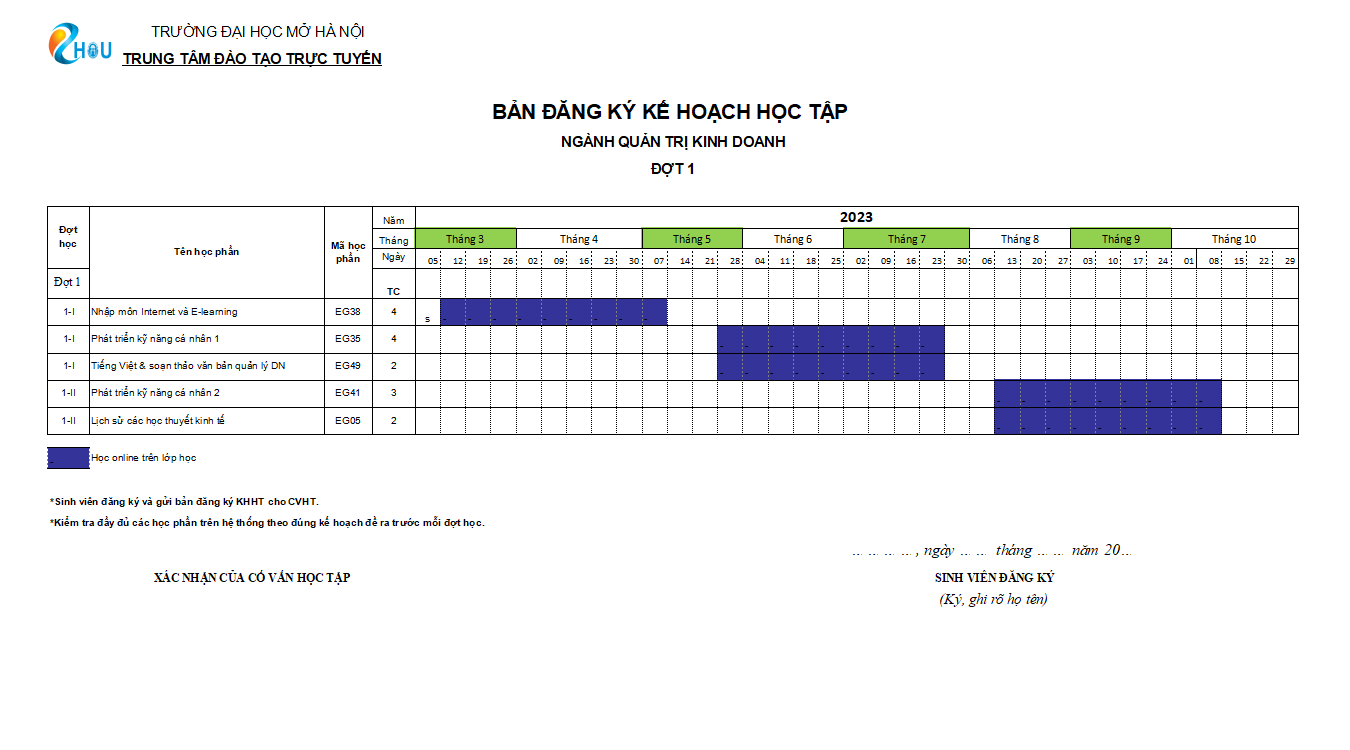 HOU
TRƯỜNG ĐẠI HỌC MỞ HÀ NỘI
TRUNG TÂM ĐÀO TẠO TRỰC TUYẾN
BẢN ĐĂNG KÝ KẾ HOẠCH HỌC TẬP
NGÀNH QUẢN TRỊ KINH DOANH
ĐỢT 1
Đợt học Tên học phần Mã học phần Năm 2023
Tháng Tháng 3 Tháng 4 Tháng 5 Tháng 6 Tháng 7 Tháng 8 Tháng 9 Tháng 10
Ngày 05 12 19 26 02 09 16 23 30 07 14 21 28 04 11 18 25 02 09 16 23 30 06 13 20 27 03 10 17 24 01 08 15 22 29
Đợt 1 TC
1-I Nhập môn Internet và E-learning EG38 4 s - - - - - - - - -
1-I Phát triển kỹ năng cá nhân 1 EG35 4 - - - - - - - - -
1-I Tiếng Việt & soạn thảo văn bản quản lý DN EG49 2 - - - - - - - - -
1-II Phát triển kỹ năng cá nhân 2 EG41 3 - - - - - - - - -
1-II Lịch sử các học thuyết kinh tế EG05 2 - - - - - - - - -
- Học online trên lớp học
*Sinh viên đăng ký và gửi bản đăng ký KHHT cho CVHT.
*Kiểm tra đầy đủ các học phần trên hệ thống theo đúng kế hoạch đề ra trước mỗi đợt học.
... ... ... ... , ngày ... ... tháng ... ... năm 20...
XÁC NHẬN CỦA CỐ VẤN HỌC TẬP SINH VIÊN ĐĂNG KÝ
(Ký, ghi rõ họ tên)